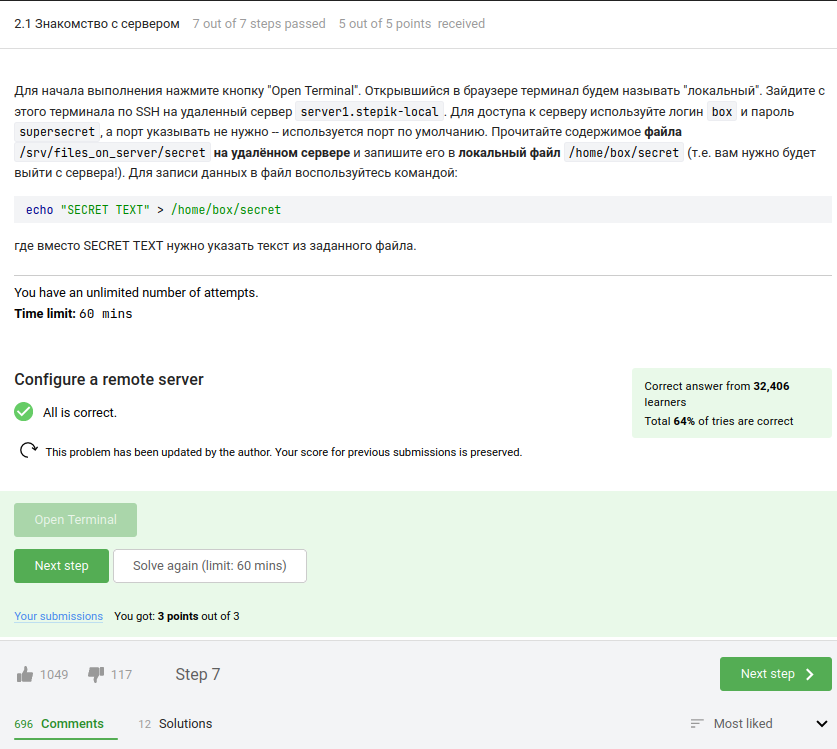 2.1 Знакомство с сервером 7 out of 7 steps passed 5 out of 5 points received
Для начала выполнения нажмите кнопку "Open Terminal". Открывшийся в браузере терминал будем называть "локальный". Зайдите с
этого терминала по SSH на удаленный сервер server1.stepik-local . Для доступа к серверу используйте логин box и пароль
supersecret , а порт указывать не нужно -- используется порт по умолчанию. Прочитайте содержимое файла
/srv/files_on_server/secret на удалённом сервере и запишите его в локальный файл /home/box/secret (т.е. вам нужно будет
выйти с сервера!). Для записи данных в файл воспользуйтесь командой:
echo "SECRET TEXT" > /home/box/secret
где вместо SECRET TEXT нужно указать текст из заданного файла.
You have an unlimited number of attempts.
Time limit: 60 mins
Configure a remote server
All is correct.
This problem has been updated by the author. Your score for previous submissions is preserved.
Correct answer from 32,406
learners
Total 64% of tries are correct
Open Terminal
Next step Solve again (limit: 60 mins)
Your submissions You got: 3 points out of 3
1049 117 Step 7 Next step
696 Comments 12 Solutions Most liked